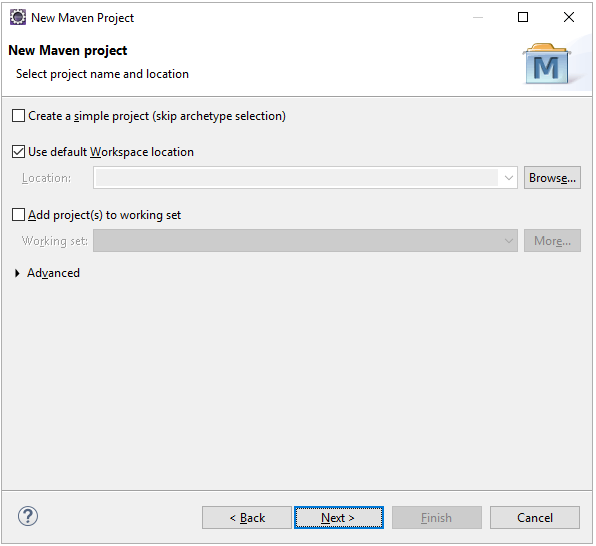 New Maven Project
New Maven project
Select project name and location
M
Create a simple project (skip archetype selection)
Use default Workspace location
Location:
Browse...
Add project(s) to working set
Working set:
More...
Advanced
?
< Back
Next >
Finish
Cancel